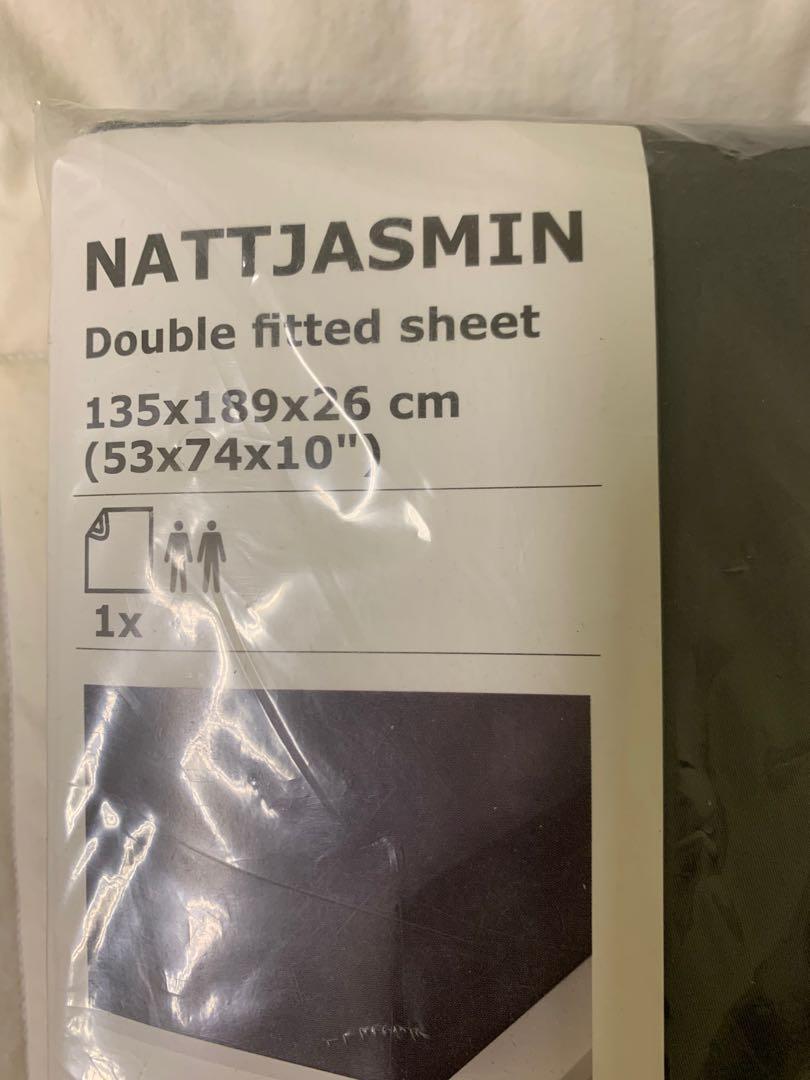 NATTJASMIN
Double fitted sheet
135x189x26 cm
(53x74x10")
1x